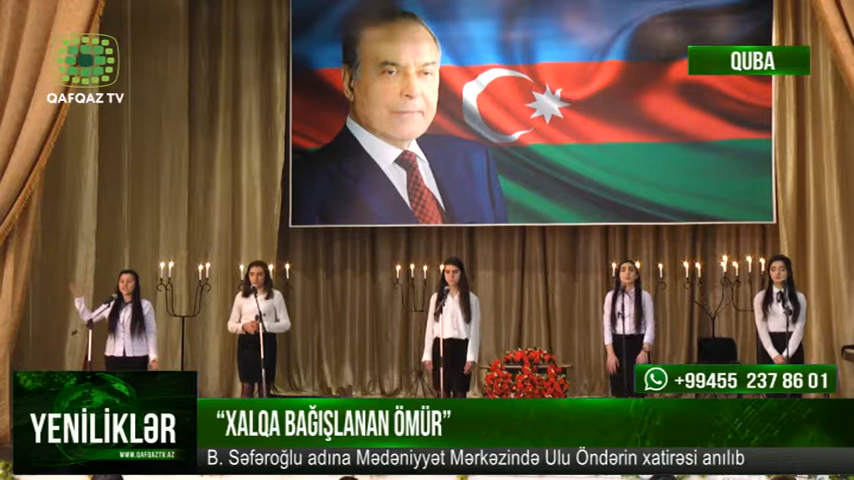 QAFQAZ TV
QUBA
+99455 237 86 01
YENİLİKLƏR
WWW.QAFQAZTV.AZ
“XALQA BAĞIŞLANAN ÖMÜR”
B. Səfəroğlu adına Mədəniyyət Mərkəzində Ulu Öndərin xatirəsi anılıb